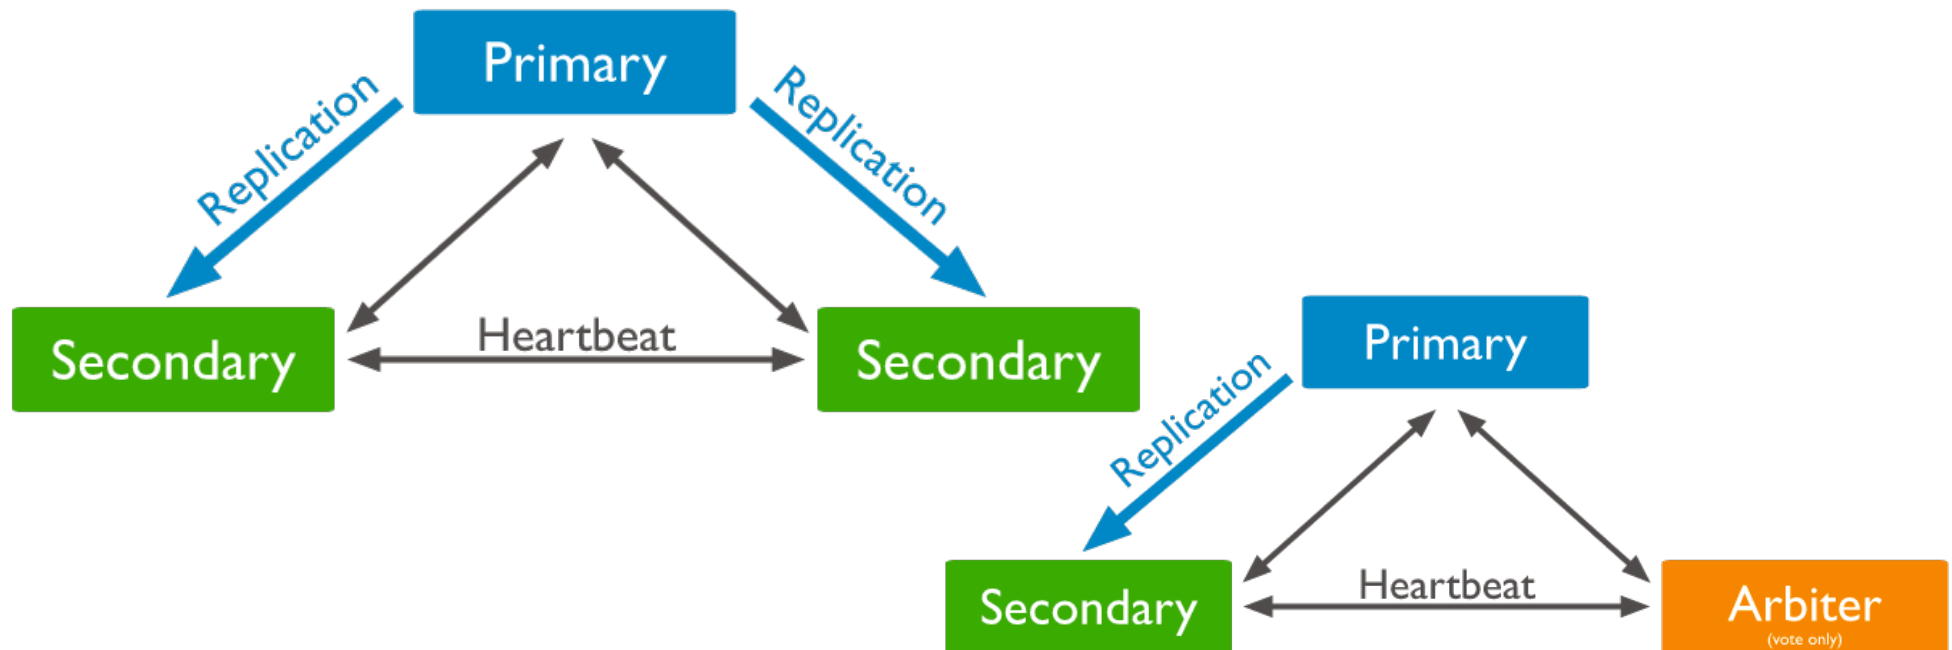 Primary
Replication
Replication
Secondary
Heartbeat
Secondary
Primary
Replication
Secondary
Heartbeat
Arbiter
(vote only)